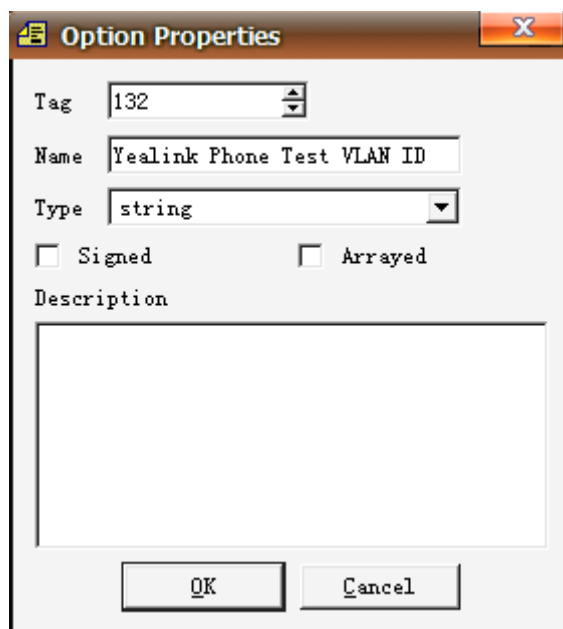 Option Properties
Tag 132
Name Yealink Phone Test VLAN ID
Type string
Signed Arrayed
Description
OK Cancel